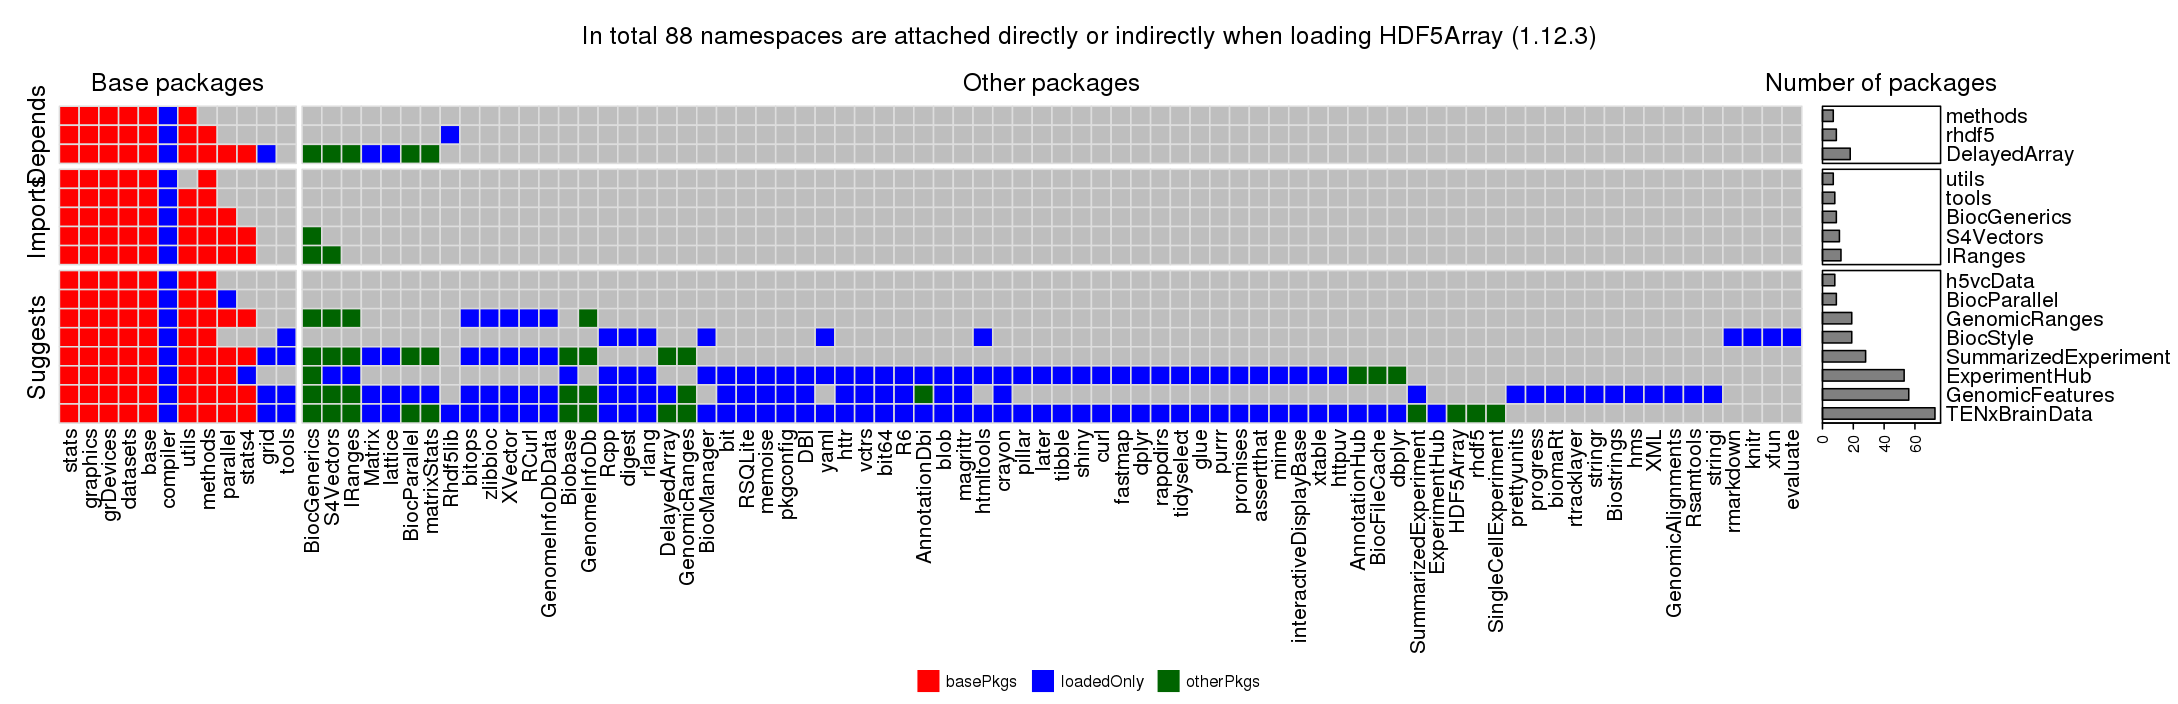 In total 88 namespaces are attached directly or indirectly when loading HDF5Array (1.12.3)
Base packages
Other packages
Number of packages
Depends
Imports
Suggests
methods
rhdf5
DelayedArray
utils
tools
BiocGenerics
S4Vectors
IRanges
h5vcData
BiocParallel
GenomicRanges
BiocStyle
SummarizedExperiment
ExperimentHub
GenomicFeatures
TENxBrainData
0
20
40
60
stats
graphics
grDevices
datasets
base
compiler
utils
methods
parallel
stats4
grid
tools
BiocGenerics
S4Vectors
IRanges
Matrix
lattice
BiocParallel
matrixStats
Rhdf5lib
bitops
zlibbioc
XVector
RCurl
GenomeInfoDbData
Biobase
GenomeInfoDb
Rcpp
digest
rlang
DelayedArray
GenomicRanges
BiocManager
bit
RSQLite
memoise
pkgconfig
DBI
yaml
httr
vctrs
bit64
R6
AnnotationDbi
blob
magrittr
htmltools
crayon
pillar
later
tibble
shiny
curl
fastmap
dplyr
rappdirs
tidyselect
glue
purrr
promises
assertthat
mime
interactiveDisplayBase
xtable
httpuv
AnnotationHub
BiocFileCache
dbplyr
SummarizedExperiment
ExperimentHub
HDF5Array
rhdf5
SingleCellExperiment
prettyunits
progress
biomaRt
rtracklayer
stringr
Biostrings
hms
XML
GenomicAlignments
Rsamtools
stringi
rmarkdown
knitr
xfun
evaluate
basePkgs
loadedOnly
otherPkgs